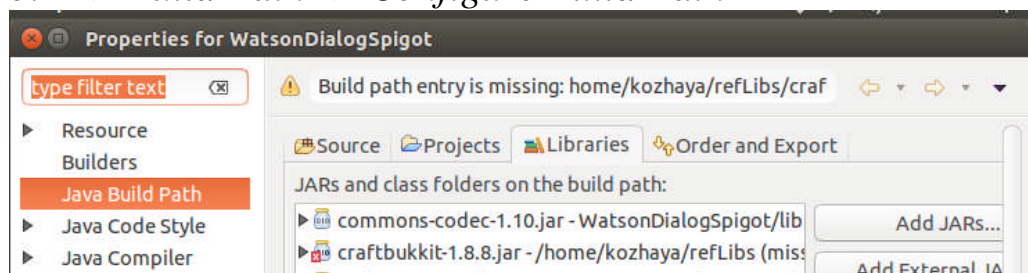 Properties for WatsonDialogSpigot
type filter text
Build path entry is missing: home/kozhaya/refLibs/craf
Resource
Builders
Java Build Path
Java Code Style
Java Compiler
Source Projects Libraries Order and Export
JARs and class folders on the build path:
commons-codec-1.10.jar - WatsonDialogSpigot/lib
craftbukkit-1.8.8.jar - /home/kozhaya/refLibs (miss
Add JARs...
Add External JA